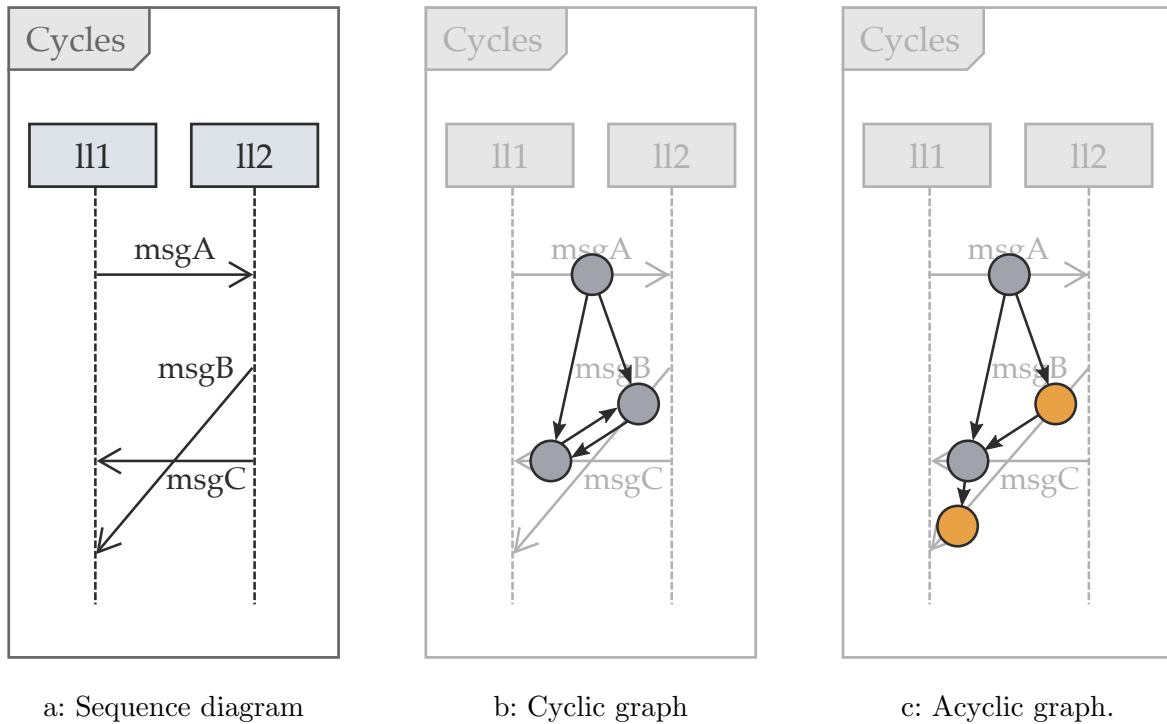 Cycles
ll1 ll2
msgA
msgB
msgC
a: Sequence diagram
Cycles
ll1 ll2
msgA
msgB
msgC
b: Cyclic graph
Cycles
ll1 ll2
msgA
msgB
msgC
c: Acyclic graph.